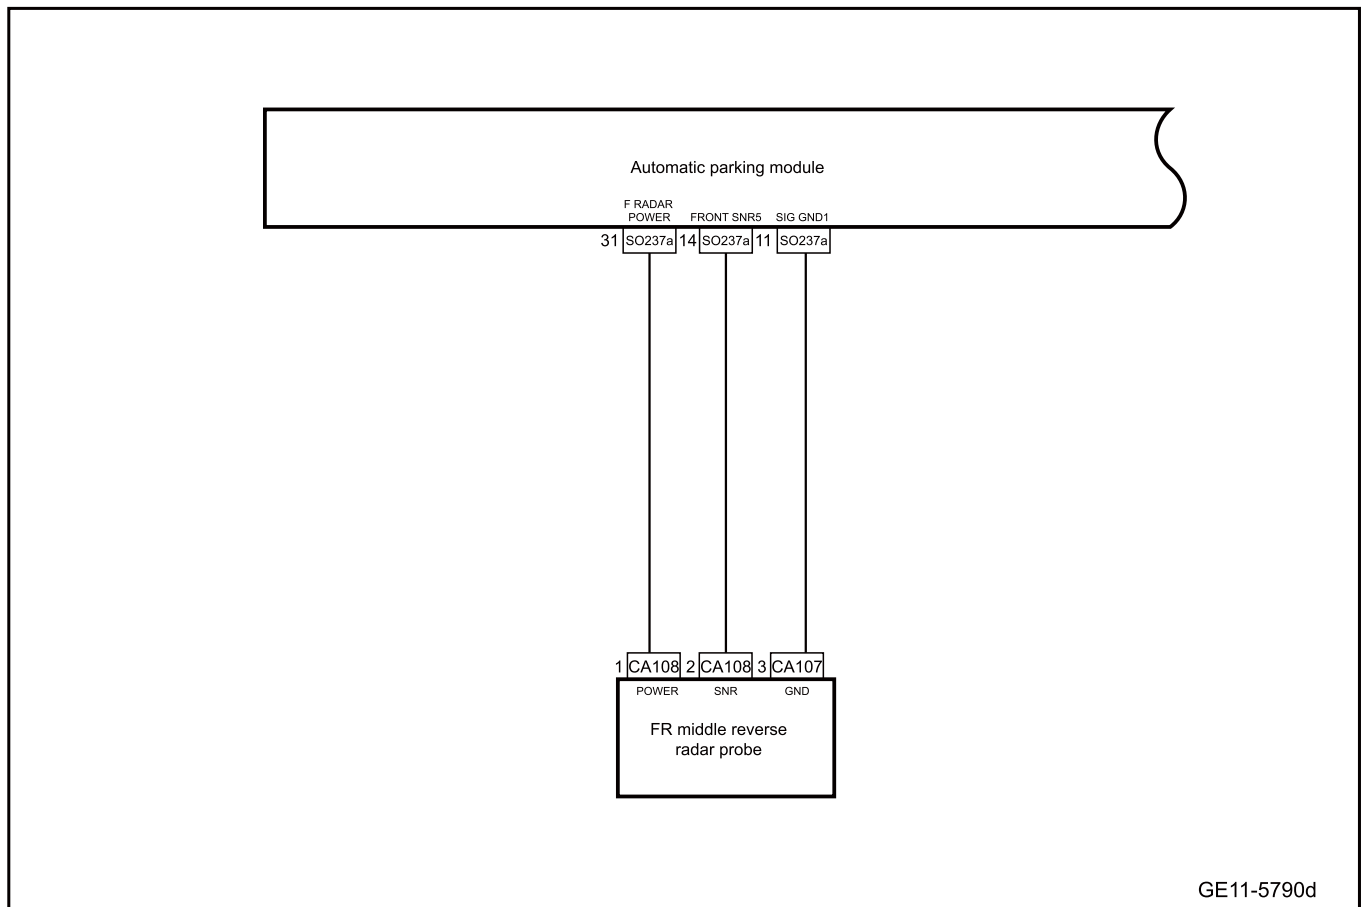 Automatic parking module
F RADAR
POWER FRONT SNR5 SIG GND1
31 SO237a 14 SO237a 11 SO237a
1 CA108 2 CA108 3 CA107
POWER SNR GND
FR middle reverse
radar probe
GE11-5790d